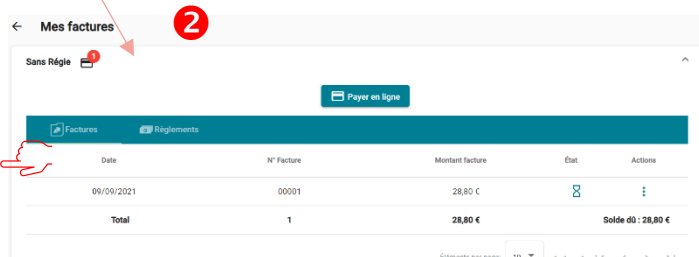 Mes factures 2
Sans Régie 1
Payer en ligne
Factures Règlements
Date N° Facture Montant facture État Actions
09/09/2021 00001 28,80 €
Total 1 28,80 € Solde dû : 28,80 €